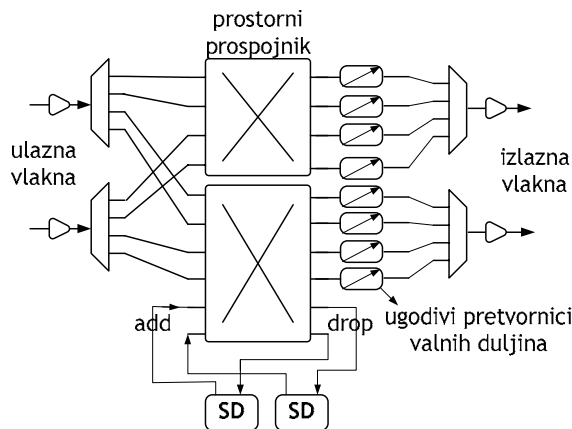 prostorni
prospojnik
ulazna
vlakna
izlazna
vlakna
add
drop
ugodivi pretvornici
valnih duljina
SD
SD